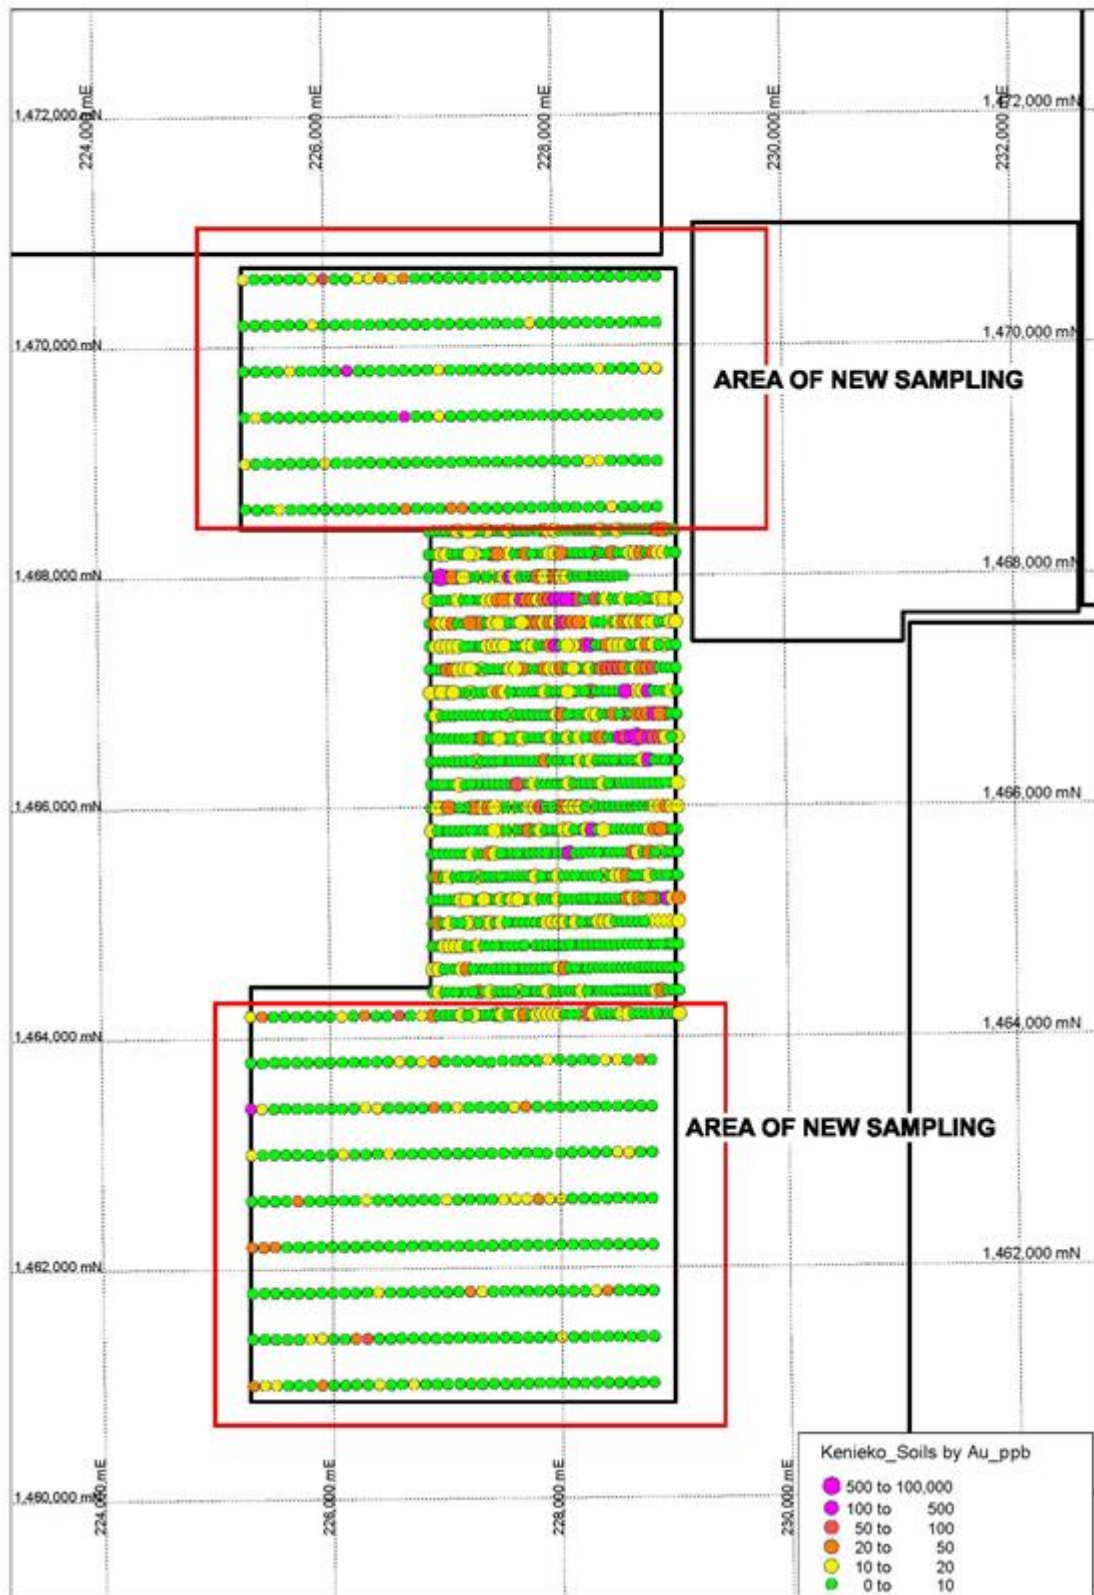 224,000 mE
226,000 mE
228,000 mE
230,000 mE
232,000 mE
1,472,000 mN
1,472,000 mN
1,470,000 mN
1,470,000 mN
AREA OF NEW SAMPLING
1,468,000 mN
1,468,000 mN
1,466,000 mN
1,466,000 mN
1,464,000 mN
1,464,000 mN
AREA OF NEW SAMPLING
1,462,000 mN
1,462,000 mN
1,460,000 mN
224,000 mE
226,000 mE
228,000 mE
230,000 mE
Kenieko_Soils by Au_ppb
500 to 100,000
100 to 500
50 to 100
20 to 50
10 to 20
0 to 10